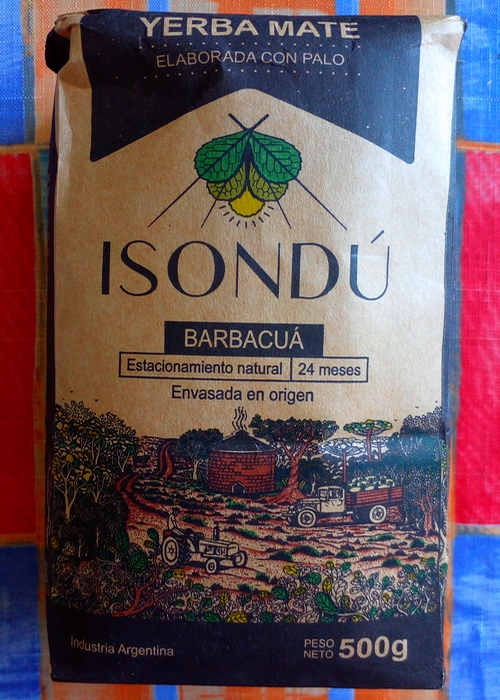 YERBA MATE
ELABORADA CON PALO
ISONDÚ
BARBACUÁ
Estacionamiento natural 24 meses
Envasada en origen
Industria Argentina
PESO NETO 500g